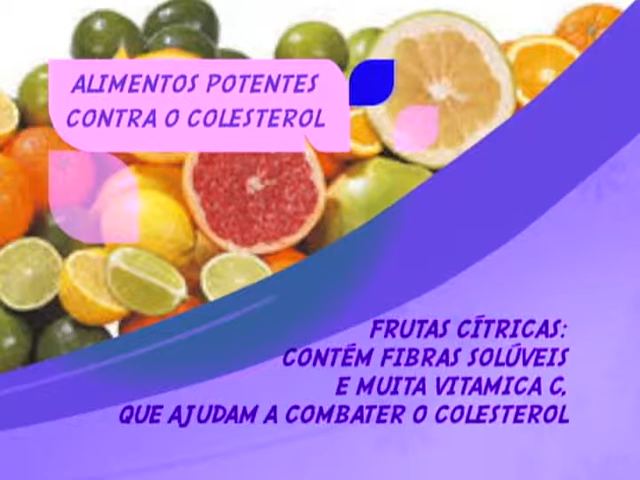 ALIMENTOS POTENTES
CONTRA O COLESTEROL
FRUTAS CÍTRICAS:
CONTÉM FIBRAS SOLÚVEIS
E MUITA VITAMICA C,
QUE AJUDAM A COMBATER O COLESTEROL